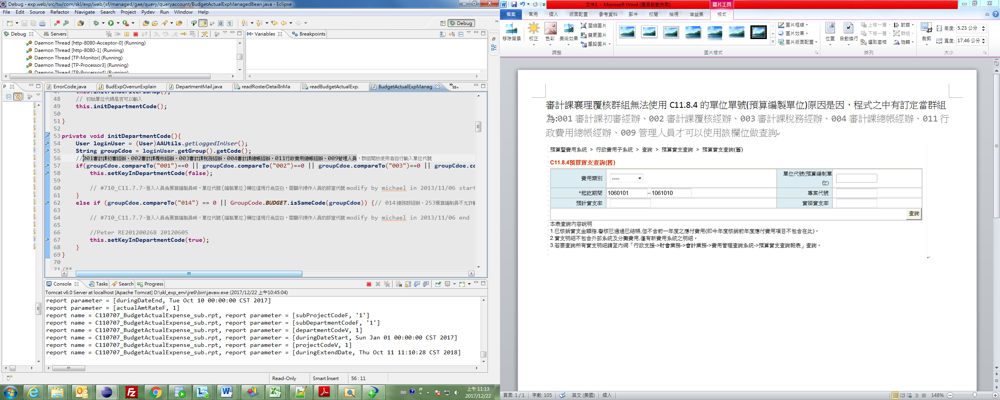 Debug - exp.web/src/tw/com/skl/exp/web/jsf/managed/gae/query/queryaccount/BudgetActualExpManagedBean.java - Eclipse
File Edit Source Refactor Navigate Search Project Pydev Run Window Help
Debug
Debug Servers
Daemon Thread [http-8080-Acceptor-0] (Running)
Daemon Thread [http-8080-1] (Running)
Daemon Thread [TP-Monitor] (Running)
Daemon Thread [TP-Processor3] (Running)
Daemon Thread [TP-Processor4] (Running)
(x)= Variables Breakpoints
P
ErrorCode.java BudExpOverrunExplain DepartmentMail.java readRosterDetailInMa readBudgetActualExp. BudgetActualExpManag 99+
47 this.initFindCriteriaMap();
48 // 初始單位代碼是否可以輸入
49 this.initDepartmentCode();
50
51 }
52
53 private void initDepartmentCode(){
54 User loginUser = (User)AAUtils.getLoggedInUser();
55 String groupCdoe = loginUser.getGroup().getCode();
56 //001審計課初審經辦、002審計課覆核經辦、003審計課稅務經辦、004審計課總帳經辦、011行政費用總帳經辦、009管理人員，群組開放使用者自行輸入單位代號
57 if(groupCdoe.compareTo("001")==0 || groupCdoe.compareTo("002")==0 || groupCdoe.compareTo("003")==0 || groupCdoe.co
58 this.setKeyInDepartmentCode(false);
59
60 // #710_C11.7.7-登入人員為預算編製員時，單位代號(編製單位)欄位值現行為空白，需顯示操作人員的部室代號 modify by michael in 2013/11/06 start
61 }
62 else if (groupCdoe.compareTo("014") == 0 || GroupCode.BUDGET.isSameCode(groupCdoe)) {// 014總務部經辦、253預算編制員不允許
63
64 // #710_C11.7.7-登入人員為預算編製員時，單位代號(編製單位)欄位值現行為空白，需顯示操作人員的部室代號 modify by michael in 2013/11/06 end
65
66 //Peter RE201200268 20120605
67 this.setKeyInDepartmentCode(true);
68 }
69 }
70
71 /**
Console Tasks Search Progress
Tomcat v6.0 Server at localhost [Apache Tomcat] D:\skl_exp_env\jre6\bin\javaw.exe (2017/12/22 上午10:45:04)
report parameter = [duringDateEnd, Tue Oct 10 00:00:00 CST 2017]
report parameter = [actualAmtRateF, 1]
report name = C110707_BudgetActualExpense_sub.rpt, report parameter = [subProjectCodeF, '1']
report name = C110707_BudgetActualExpense_sub.rpt, report parameter = [subDepartmentCodeF, '1']
report name = C110707_BudgetActualExpense_sub.rpt, report parameter = [departmentCodeV, 1]
report name = C110707_BudgetActualExpense_sub.rpt, report parameter = [duringDateStart, Sun Jan 01 00:00:00 CST 2017]
report name = C110707_BudgetActualExpense_sub.rpt, report parameter = [projectCodeV, 1]
report name = C110707_BudgetActualExpense_sub.rpt, report parameter = [duringExtendDate, Thu Oct 11 11:10:28 CST 2018]
Read-Only Smart Insert 56 : 11
上午 11:13
2017/12/22
文件1 - Microsoft Word (產品啟動失敗) 圖片工具
檔案 常用 插入 版面配置 參考資料 郵件 校閱 檢視 增益集 格式
移除背景 校正 色彩 美術效果 壓縮圖片 變更圖片 重設圖片
圖片框線 圖片效果 圖片版面配置
位置 自動換行 上移一層 下移一層 選取窗格 對齊 群組 旋轉
裁剪 高度: 5.23 公分 寬度: 17.46 公分
調整 圖片樣式 排列 大小
審計課襄理覆核群組無法使用 C11.8.4 的單位單號(預算編製單位)原因是因，程式之中有訂定當群組
為:001 審計課初審經辦、002 審計課覆核經辦、003 審計課稅務經辦、004 審計課總帳經辦、011 行
政費用總帳經辦、009 管理人員才可以使用該欄位做查詢
預算暨費用系統 > 行政費用子系統 > 查詢 > 預算實支查詢 > 預算實支查詢(舊)
C11.8.4預算實支查詢(舊)
費用類別 ---- 單位代號(預算編制單
位)
*起訖期間 1060101 ~ 1061010 專案代號
預計實支率 實際實支率
查詢
本表查詢內容說明
1.已核銷實支金額指:審核已通過已結帳,但不含前一年度之應付費用(即今年度核銷前年度應付費用項目不包含在此)。
2.實支明細不包含外部系統及分攤費用,僅有新費用系統之明細。
3.若要查詢所有實支明細請至內網「行政支援->財會業務->會計業務->費用管理查詢系統->預算實支查詢報表」查詢。
頁面: 1 / 1 字數: 105 英文 (美國) 插入 148%